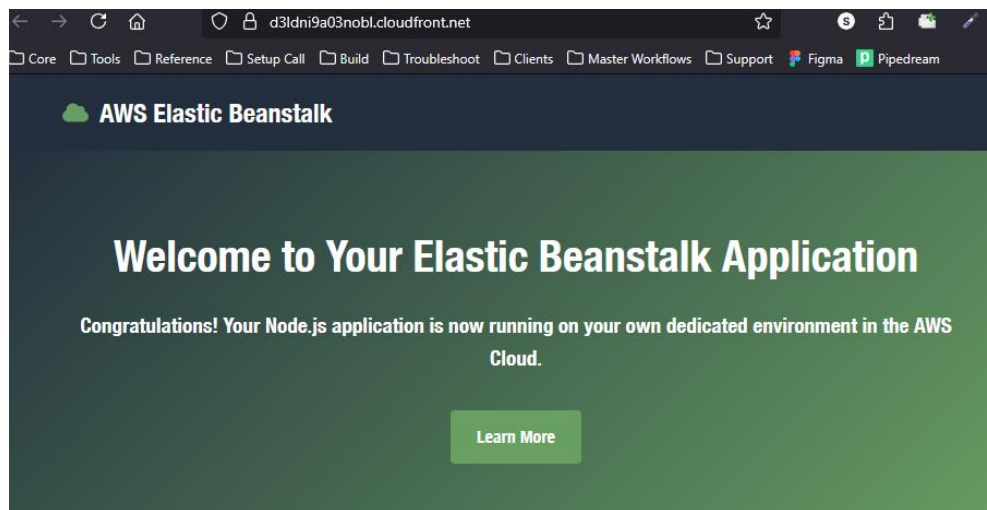 d3ldni9a03nobl.cloudfront.net
S
Core Tools Reference Setup Call Build Troubleshoot Clients Master Workflows Support Figma p Pipedream
AWS Elastic Beanstalk
Welcome to Your Elastic Beanstalk Application
Congratulations! Your Node.js application is now running on your own dedicated environment in the AWS
Cloud.
Learn More